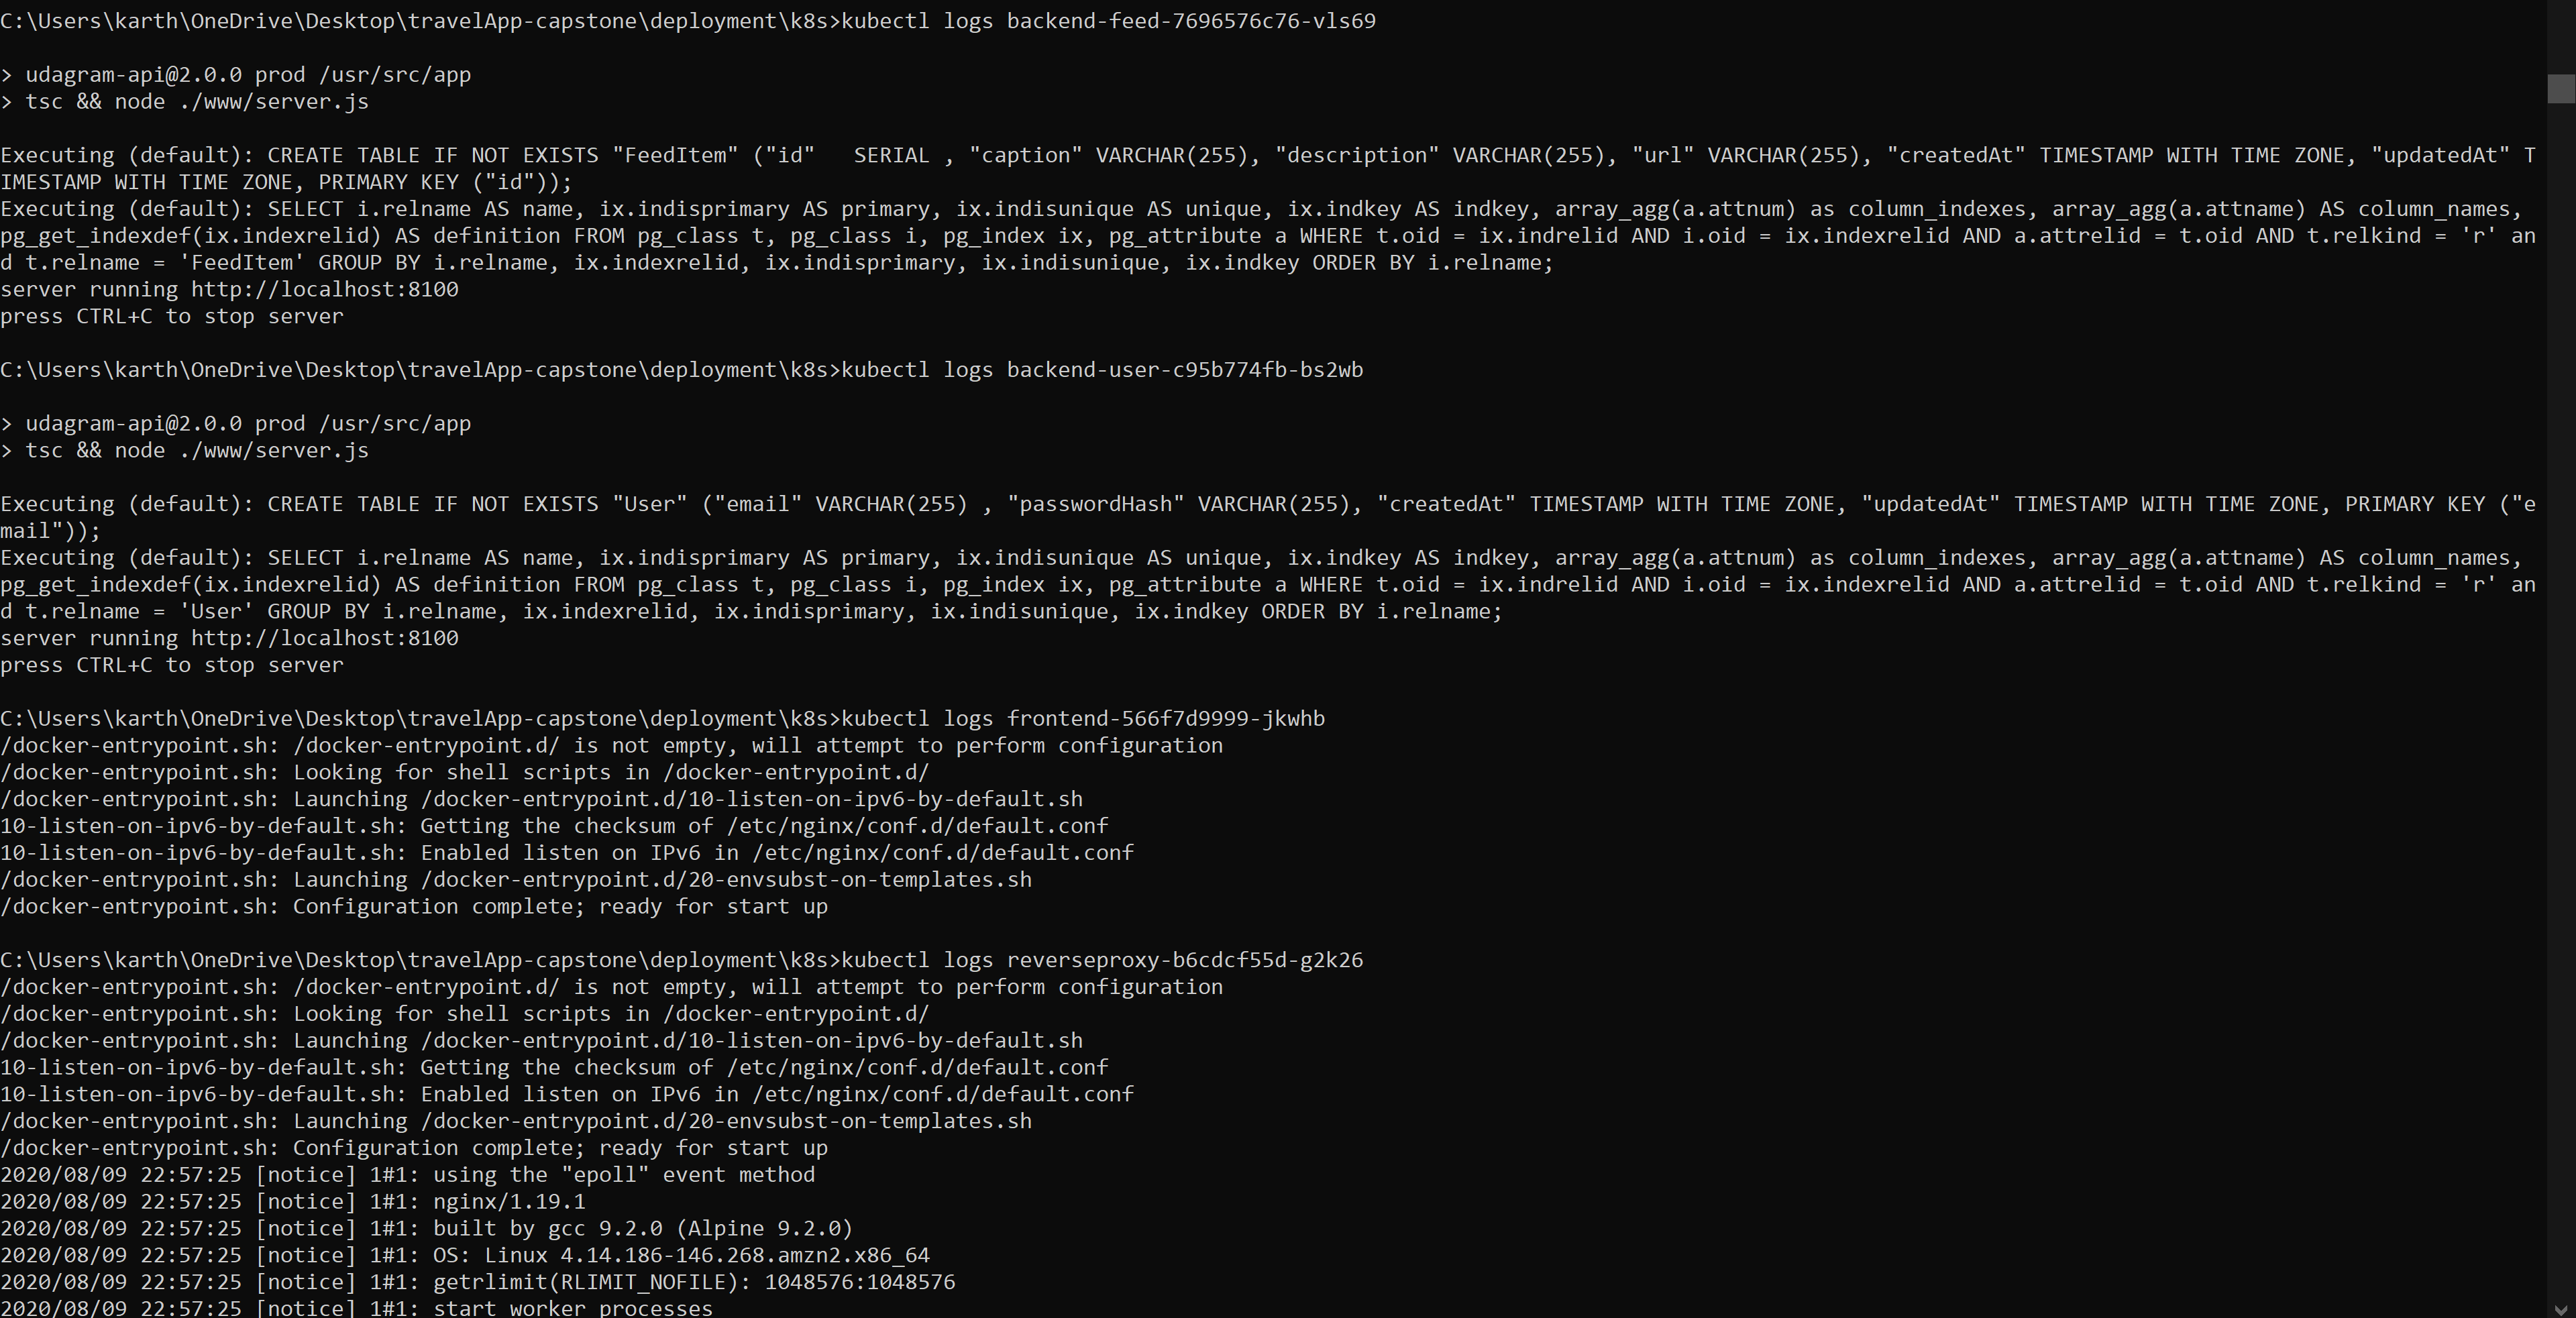 C:\Users\karth\OneDrive\Desktop\travelApp-capstone\deployment\k8s>kubectl logs backend-feed-7696576c76-vls69
> udagram-api@2.0.0 prod /usr/src/app
> tsc && node ./www/server.js
Executing (default): CREATE TABLE IF NOT EXISTS "FeedItem" ("id"   SERIAL , "caption" VARCHAR(255), "description" VARCHAR(255), "url" VARCHAR(255), "createdAt" TIMESTAMP WITH TIME ZONE, "updatedAt" T
IMESTAMP WITH TIME ZONE, PRIMARY KEY ("id"));
Executing (default): SELECT i.relname AS name, ix.indisprimary AS primary, ix.indisunique AS unique, ix.indkey AS indkey, array_agg(a.attnum) as column_indexes, array_agg(a.attname) AS column_names,
pg_get_indexdef(ix.indexrelid) AS definition FROM pg_class t, pg_class i, pg_index ix, pg_attribute a WHERE t.oid = ix.indrelid AND i.oid = ix.indexrelid AND a.attrelid = t.oid AND t.relkind = 'r' an
d t.relname = 'FeedItem' GROUP BY i.relname, ix.indexrelid, ix.indisprimary, ix.indisunique, ix.indkey ORDER BY i.relname;
server running http://localhost:8100
press CTRL+C to stop server
C:\Users\karth\OneDrive\Desktop\travelApp-capstone\deployment\k8s>kubectl logs backend-user-c95b774fb-bs2wb
> udagram-api@2.0.0 prod /usr/src/app
> tsc && node ./www/server.js
Executing (default): CREATE TABLE IF NOT EXISTS "User" ("email" VARCHAR(255) , "passwordHash" VARCHAR(255), "createdAt" TIMESTAMP WITH TIME ZONE, "updatedAt" TIMESTAMP WITH TIME ZONE, PRIMARY KEY ("e
mail"));
Executing (default): SELECT i.relname AS name, ix.indisprimary AS primary, ix.indisunique AS unique, ix.indkey AS indkey, array_agg(a.attnum) as column_indexes, array_agg(a.attname) AS column_names,
pg_get_indexdef(ix.indexrelid) AS definition FROM pg_class t, pg_class i, pg_index ix, pg_attribute a WHERE t.oid = ix.indrelid AND i.oid = ix.indexrelid AND a.attrelid = t.oid AND t.relkind = 'r' an
d t.relname = 'User' GROUP BY i.relname, ix.indexrelid, ix.indisprimary, ix.indisunique, ix.indkey ORDER BY i.relname;
server running http://localhost:8100
press CTRL+C to stop server
C:\Users\karth\OneDrive\Desktop\travelApp-capstone\deployment\k8s>kubectl logs frontend-566f7d9999-jkwhb
/docker-entrypoint.sh: /docker-entrypoint.d/ is not empty, will attempt to perform configuration
/docker-entrypoint.sh: Looking for shell scripts in /docker-entrypoint.d/
/docker-entrypoint.sh: Launching /docker-entrypoint.d/10-listen-on-ipv6-by-default.sh
10-listen-on-ipv6-by-default.sh: Getting the checksum of /etc/nginx/conf.d/default.conf
10-listen-on-ipv6-by-default.sh: Enabled listen on IPv6 in /etc/nginx/conf.d/default.conf
/docker-entrypoint.sh: Launching /docker-entrypoint.d/20-envsubst-on-templates.sh
/docker-entrypoint.sh: Configuration complete; ready for start up
C:\Users\karth\OneDrive\Desktop\travelApp-capstone\deployment\k8s>kubectl logs reverseproxy-b6cdcf55d-g2k26
/docker-entrypoint.sh: /docker-entrypoint.d/ is not empty, will attempt to perform configuration
/docker-entrypoint.sh: Looking for shell scripts in /docker-entrypoint.d/
/docker-entrypoint.sh: Launching /docker-entrypoint.d/10-listen-on-ipv6-by-default.sh
10-listen-on-ipv6-by-default.sh: Getting the checksum of /etc/nginx/conf.d/default.conf
10-listen-on-ipv6-by-default.sh: Enabled listen on IPv6 in /etc/nginx/conf.d/default.conf
/docker-entrypoint.sh: Launching /docker-entrypoint.d/20-envsubst-on-templates.sh
/docker-entrypoint.sh: Configuration complete; ready for start up
2020/08/09 22:57:25 [notice] 1#1: using the "epoll" event method
2020/08/09 22:57:25 [notice] 1#1: nginx/1.19.1
2020/08/09 22:57:25 [notice] 1#1: built by gcc 9.2.0 (Alpine 9.2.0)
2020/08/09 22:57:25 [notice] 1#1: OS: Linux 4.14.186-146.268.amzn2.x86_64
2020/08/09 22:57:25 [notice] 1#1: getrlimit(RLIMIT_NOFILE): 1048576:1048576
2020/08/09 22:57:25 [notice] 1#1: start worker processes